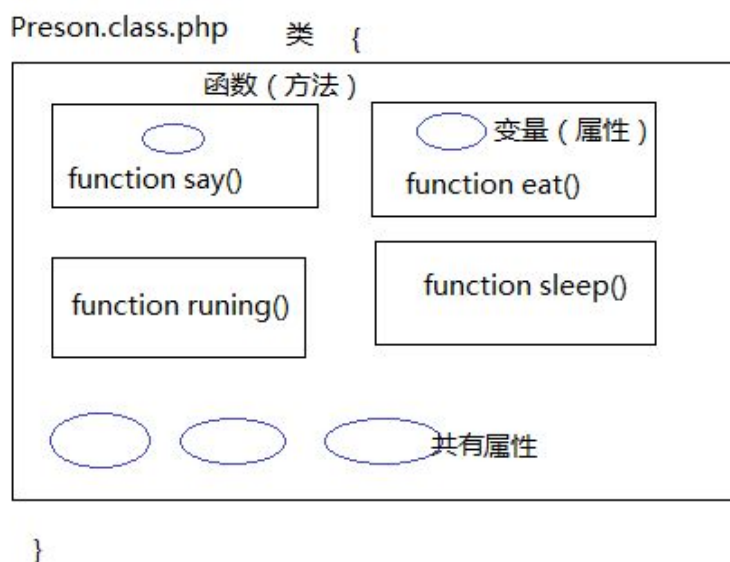 Preson.class.php 类 {
函数（方法）
变量（属性）
function say()
function eat()
function runing()
function sleep()
共有属性
}